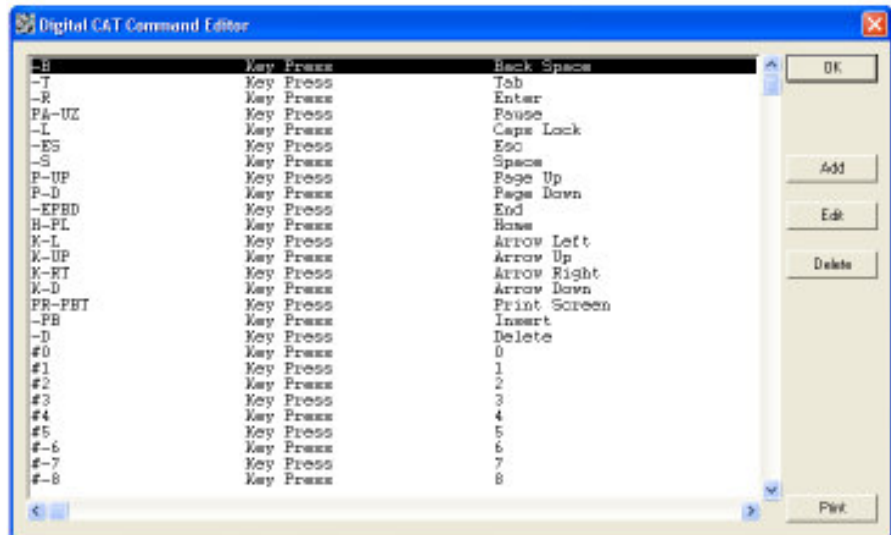 Digital CAT Command Editor
-B Key Press Back Space
-T Key Press Tab
-R Key Press Enter
PA-UZ Key Press Pause
-L Key Press Caps Lock
-ES Key Press Esc
-S Key Press Space
P-UP Key Press Page Up
P-D Key Press Page Down
-EPBD Key Press End
H-PL Key Press Home
K-L Key Press Arrow Left
K-UP Key Press Arrow Up
K-RT Key Press Arrow Right
K-D Key Press Arrow Down
PR-PBT Key Press Print Screen
-PB Key Press Insert
-D Key Press Delete
#0 Key Press 0
#1 Key Press 1
#2 Key Press 2
#3 Key Press 3
#4 Key Press 4
#5 Key Press 5
#-6 Key Press 6
#-7 Key Press 7
#-8 Key Press 8
OK
Add
Edit
Delete
Print